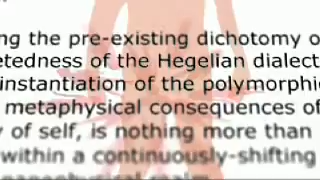 ng the pre-existing dichotomy o
etedness of the Hegelian dialect
instantiation of the polymorphi
metaphysical consequences of
y of self, is nothing more than
within a continuously-shifting